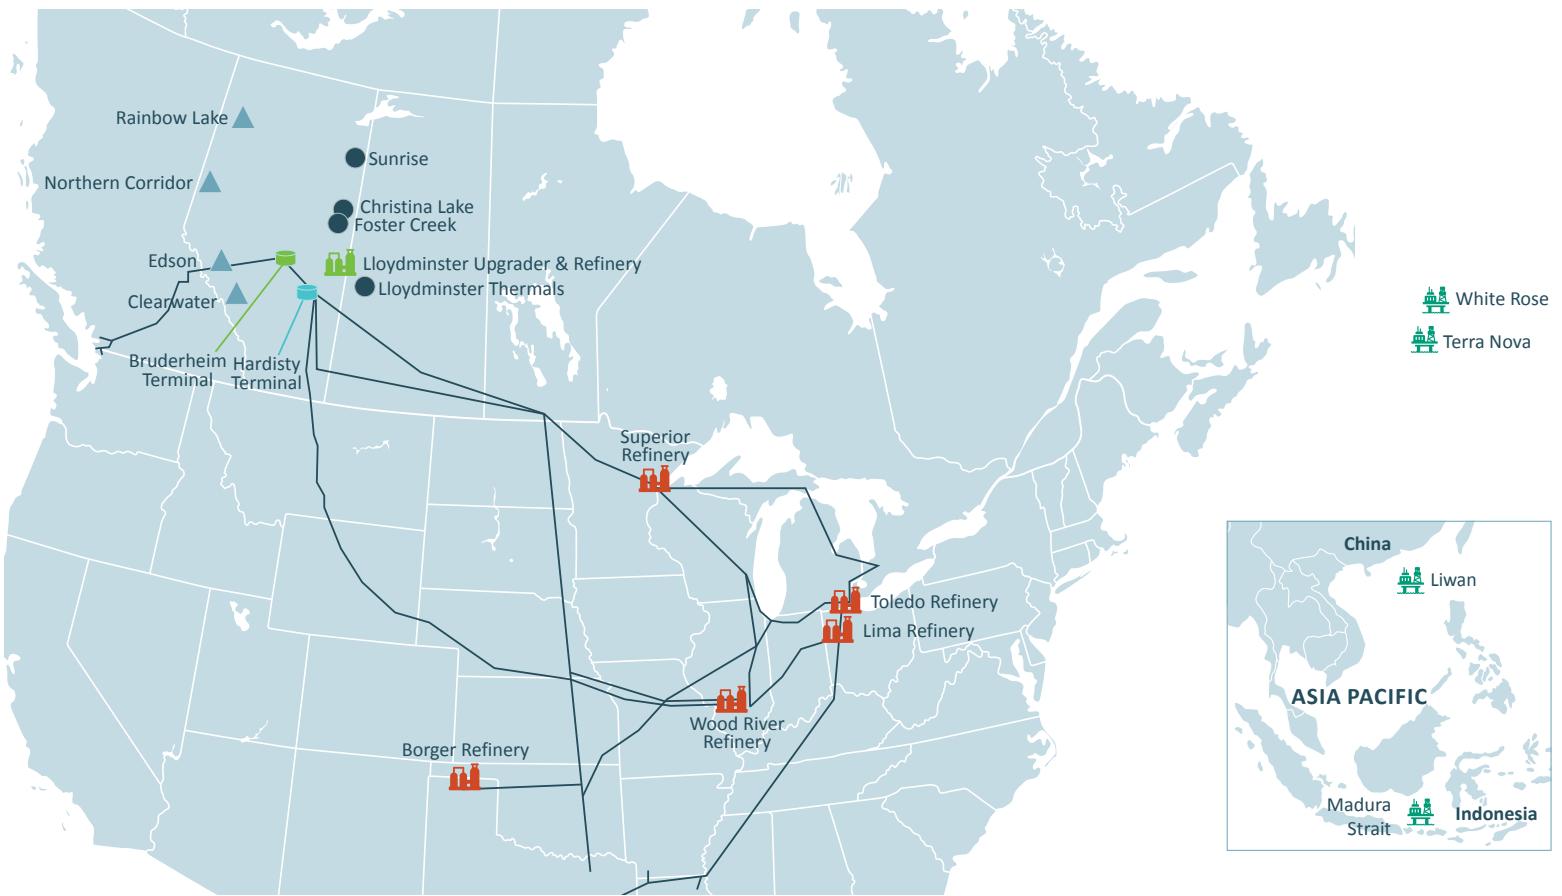 Rainbow Lake
Sunrise
Northern Corridor
Christina Lake
Foster Creek
Edson
Lloydminster Upgrader & Refinery
Lloydminster Thermals
Clearwater
White Rose
Terra Nova
Bruderheim
Terminal
Hardisty
Terminal
Superior
Refinery
China
Liwan
Toledo Refinery
Lima Refinery
ASIA PACIFIC
Wood River
Refinery
Borger Refinery
Madura
Strait
Indonesia